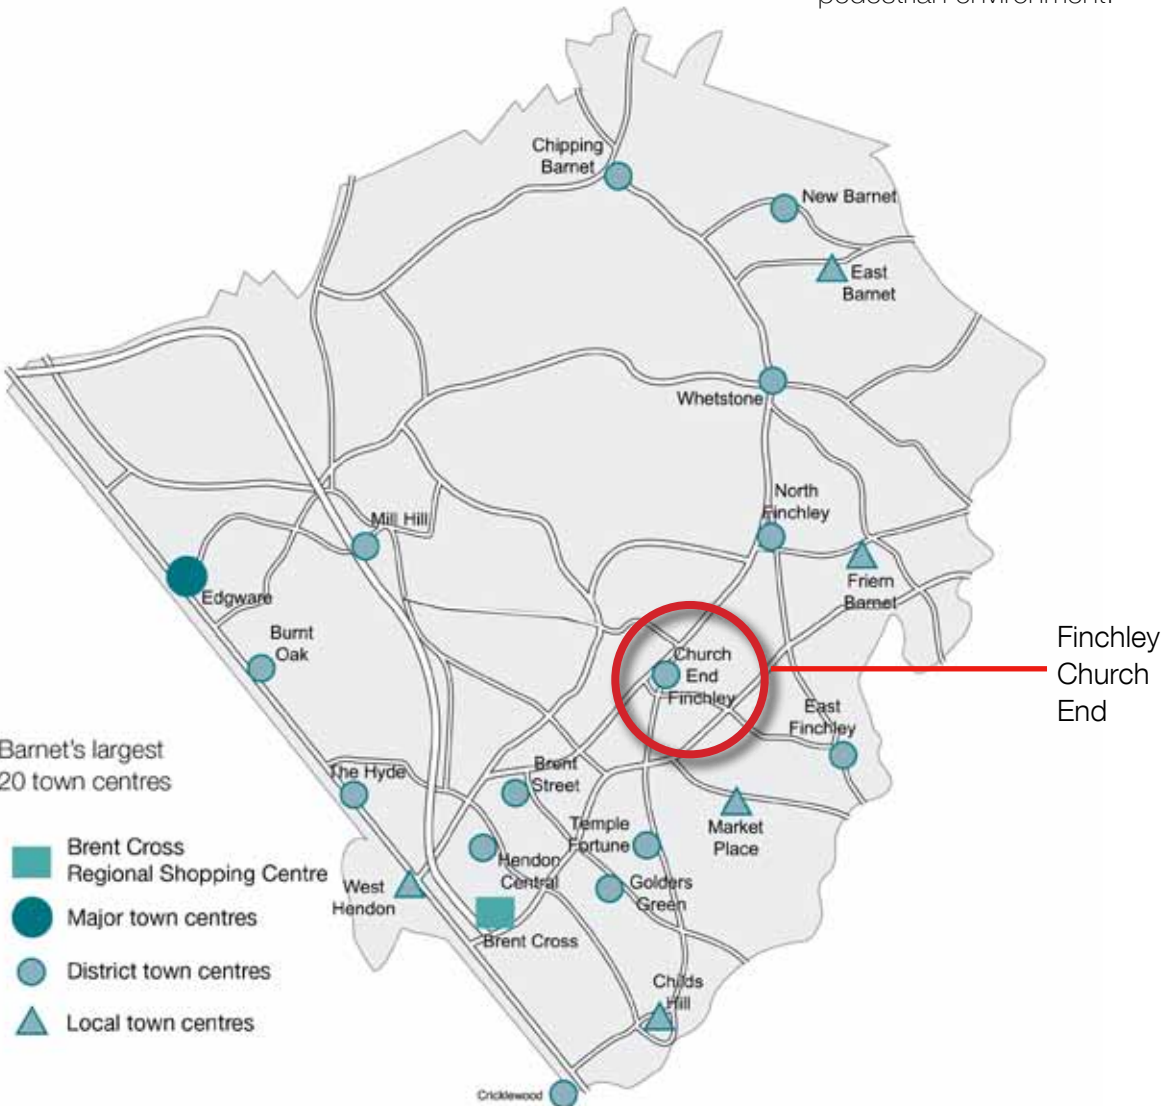 pedestrian environment.
Chipping
Barnet
New Barnet
East
Barnet
Whetstone
North
Finchley
Mill Hill
Friern
Barnet
Edgware
Burnt
Oak
Church
End
Finchley
Finchley
Church
End
East
Finchley
Barnet's largest
20 town centres
The Hyde
Brent
Street
Market
Place
Temple
Fortune
Brent Cross
Regional Shopping Centre
Hendon
Central
West
Hendon
Golders
Green
Major town centres
Brent Cross
District town centres
Childs
Hill
Local town centres
Cricklewood